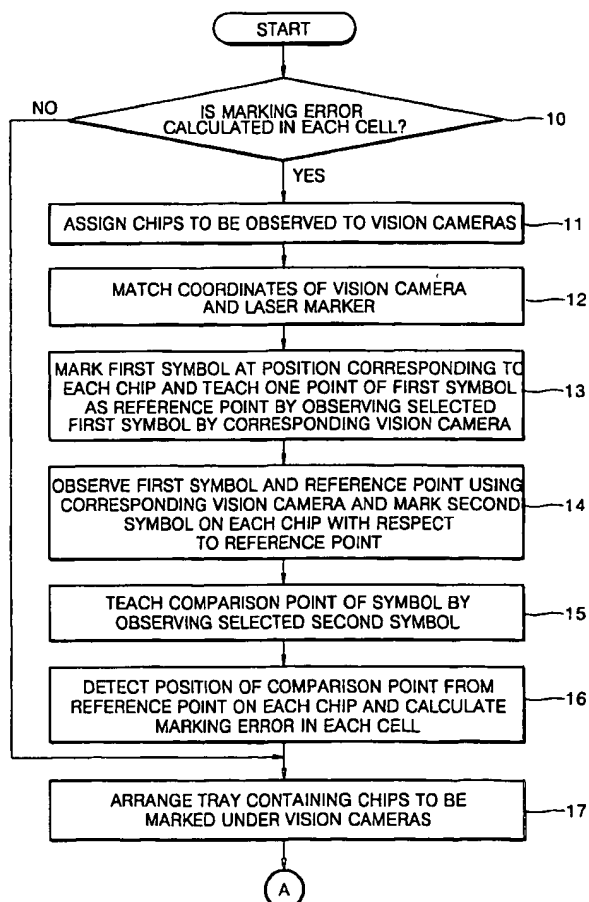 START
NO
IS MARKING ERROR
CALCULATED IN EACH CELL?
10
YES
ASSIGN CHIPS TO BE OBSERVED TO VISION CAMERAS
11
MATCH COORDINATES OF VISION CAMERA
AND LASER MARKER
12
MARK FIRST SYMBOL AT POSITION CORRESPONDING TO
EACH CHIP AND TEACH ONE POINT OF FIRST SYMBOL
AS REFERENCE POINT BY OBSERVING SELECTED
FIRST SYMBOL BY CORRESPONDING VISION CAMERA
13
OBSERVE FIRST SYMBOL AND REFERENCE POINT USING
CORRESPONDING VISION CAMERA AND MARK SECOND
SYMBOL ON EACH CHIP WITH RESPECT
TO REFERENCE POINT
14
TEACH COMPARISON POINT OF SYMBOL BY
OBSERVING SELECTED SECOND SYMBOL
15
DETECT POSITION OF COMPARISON POINT FROM
REFERENCE POINT ON EACH CHIP AND CALCULATE
MARKING ERROR IN EACH CELL
16
ARRANGE TRAY CONTAINING CHIPS TO BE
MARKED UNDER VISION CAMERAS
17
A